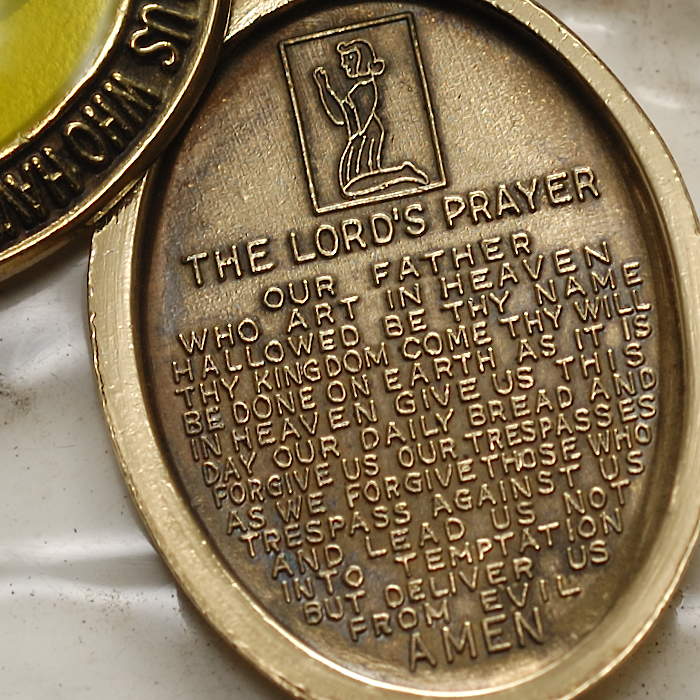 US WHO HAV
THE LORD'S PRAYER
OUR FATHER
WHO ART IN HEAVEN
HALLOWED BE THY NAME
THY KINGDOM COME THY WILL
BE DONE ON EARTH AS IT IS
IN HEAVEN GIVE US THIS
DAY OUR DAILY BREAD AND
FORGIVE US OUR TRESPASSES
AS WE FORGIVE THOSE WHO
TRESPASS AGAINST US
AND LEAD US NOT
INTO TEMPTATION
BUT DELIVER US
FROM EVIL
AMEN